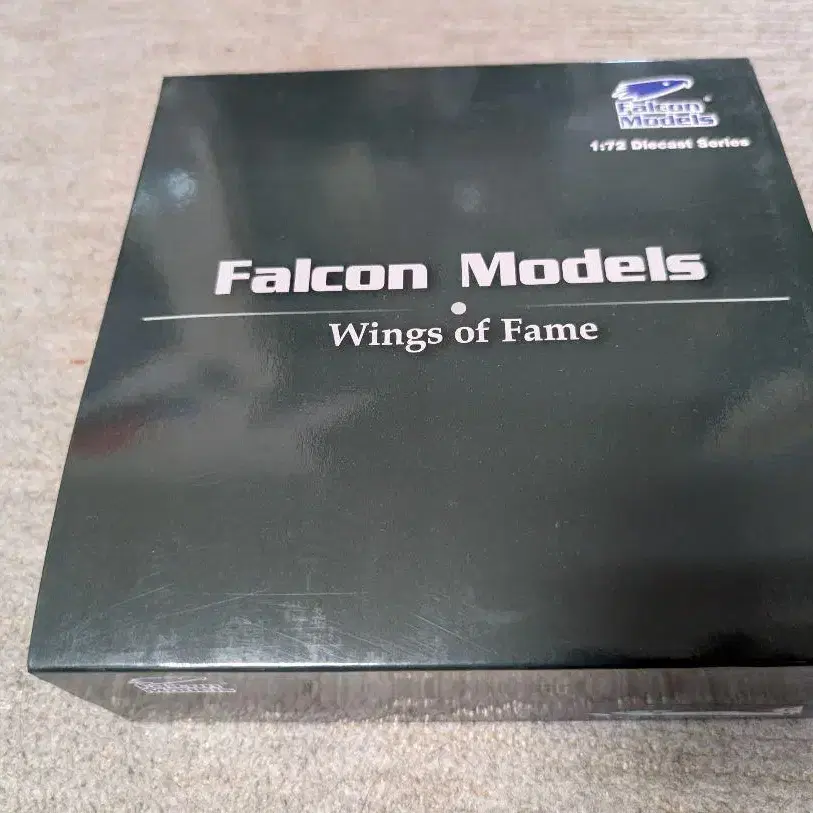 Falcon
Models
1:72 Diecast Series
Falcon Models
Wings of Fame